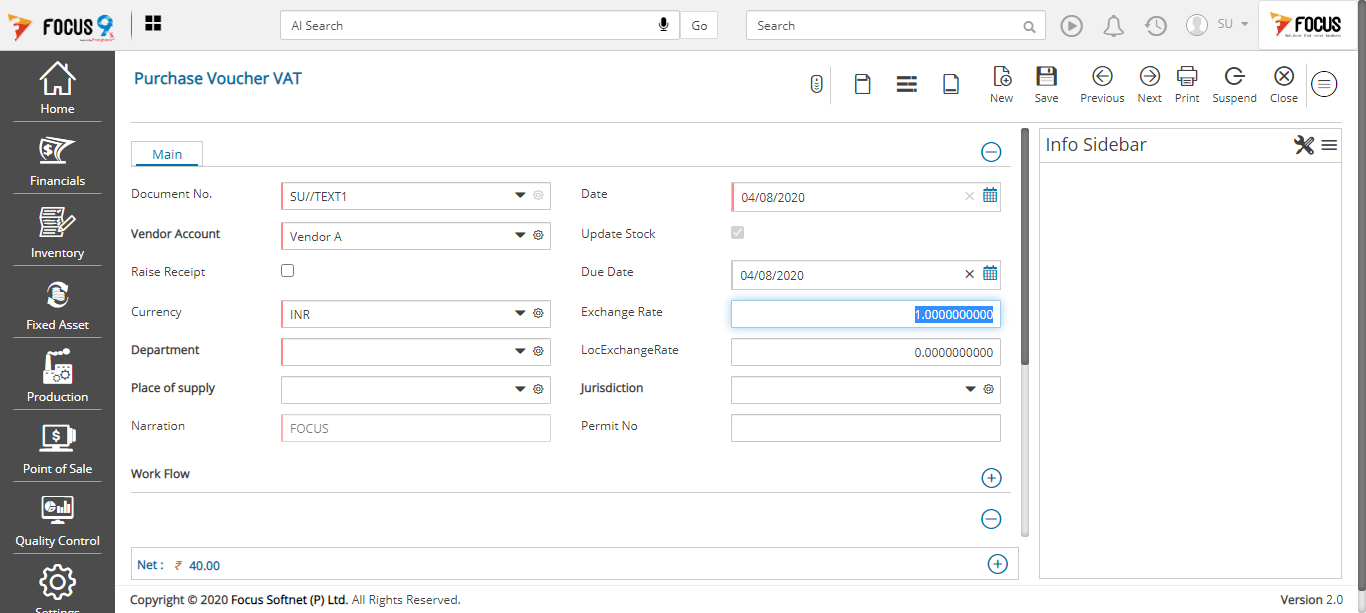 FOCUS 9
AI Search
Go
Search
SU
FOCUS
Home
Financials
Inventory
Fixed Asset
Production
Point of Sale
Quality Control
Settings
Purchase Voucher VAT
New
Save
Previous
Next
Print
Suspend
Close
Main
Document No. SU//TEXT1 Date 04/08/2020
Vendor Account Vendor A Update Stock
Raise Receipt Due Date 04/08/2020
Currency INR Exchange Rate 1.0000000000
Department LocExchangeRate 0.0000000000
Place of supply Jurisdiction
Narration FOCUS Permit No
Work Flow
Net : ₹ 40.00
Info Sidebar
Copyright © 2020 Focus Softnet (P) Ltd. All Rights Reserved.
Version 2.0